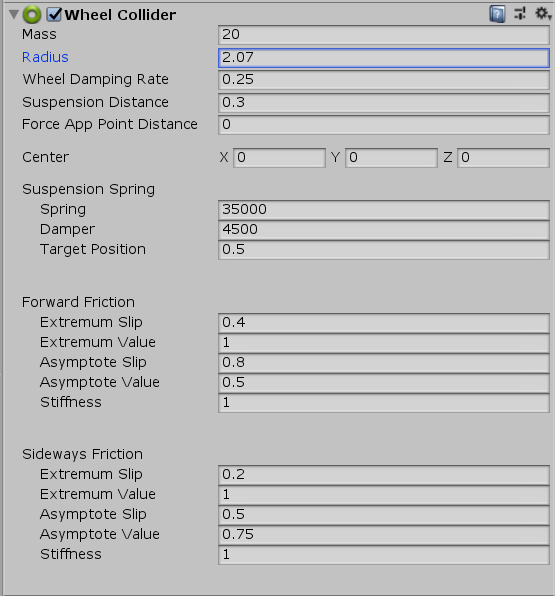 Wheel Collider
Mass 20
Radius 2.07
Wheel Damping Rate 0.25
Suspension Distance 0.3
Force App Point Distance 0
Center X 0 Y 0 Z 0
Suspension Spring
Spring 35000
Damper 4500
Target Position 0.5
Forward Friction
Extremum Slip 0.4
Extremum Value 1
Asymptote Slip 0.8
Asymptote Value 0.5
Stiffness 1
Sideways Friction
Extremum Slip 0.2
Extremum Value 1
Asymptote Slip 0.5
Asymptote Value 0.75
Stiffness 1